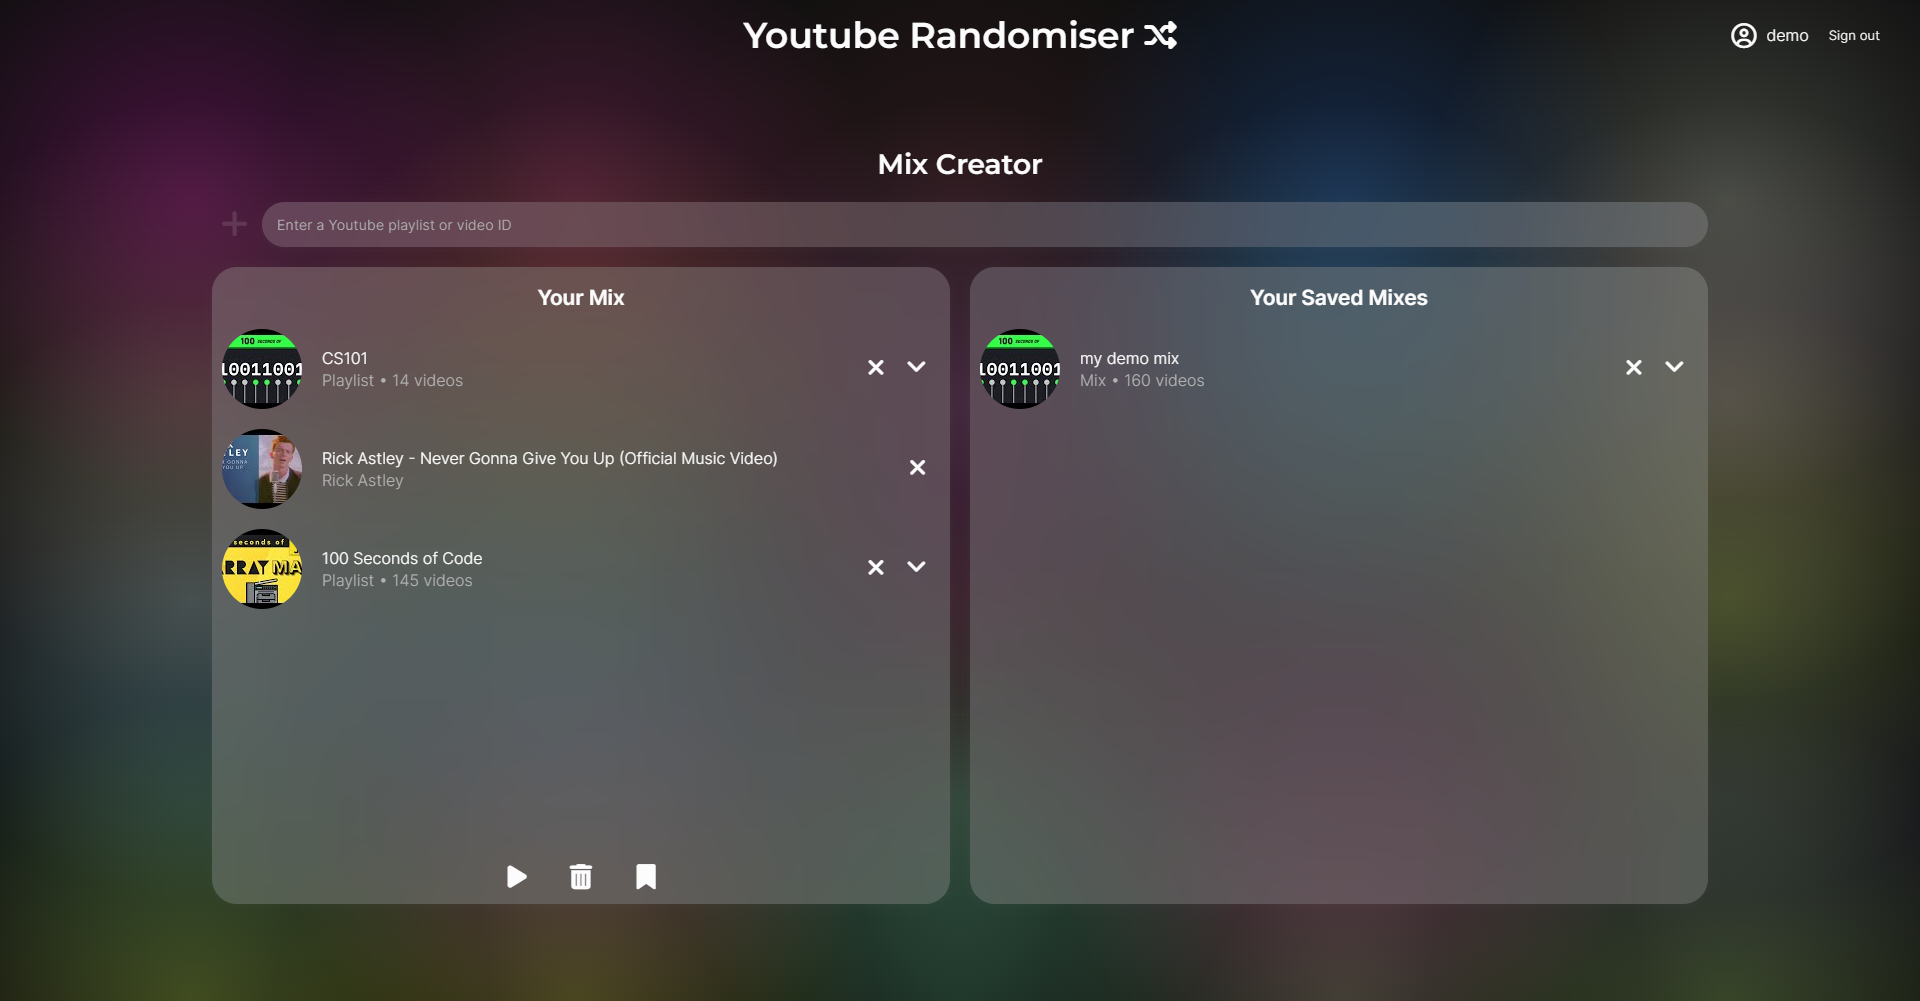 Youtube Randomiser
demo
Sign out
Mix Creator
Enter a Youtube playlist or video ID
Your Mix
100 SECONDS OF
10011001
CS101
Playlist • 14 videos
LEY
GONNA
YOU UP
Rick Astley - Never Gonna Give You Up (Official Music Video)
Rick Astley
seconds of
RRAY MA
100 Seconds of Code
Playlist • 145 videos
Your Saved Mixes
100 SECONDS OF
10011001
my demo mix
Mix • 160 videos